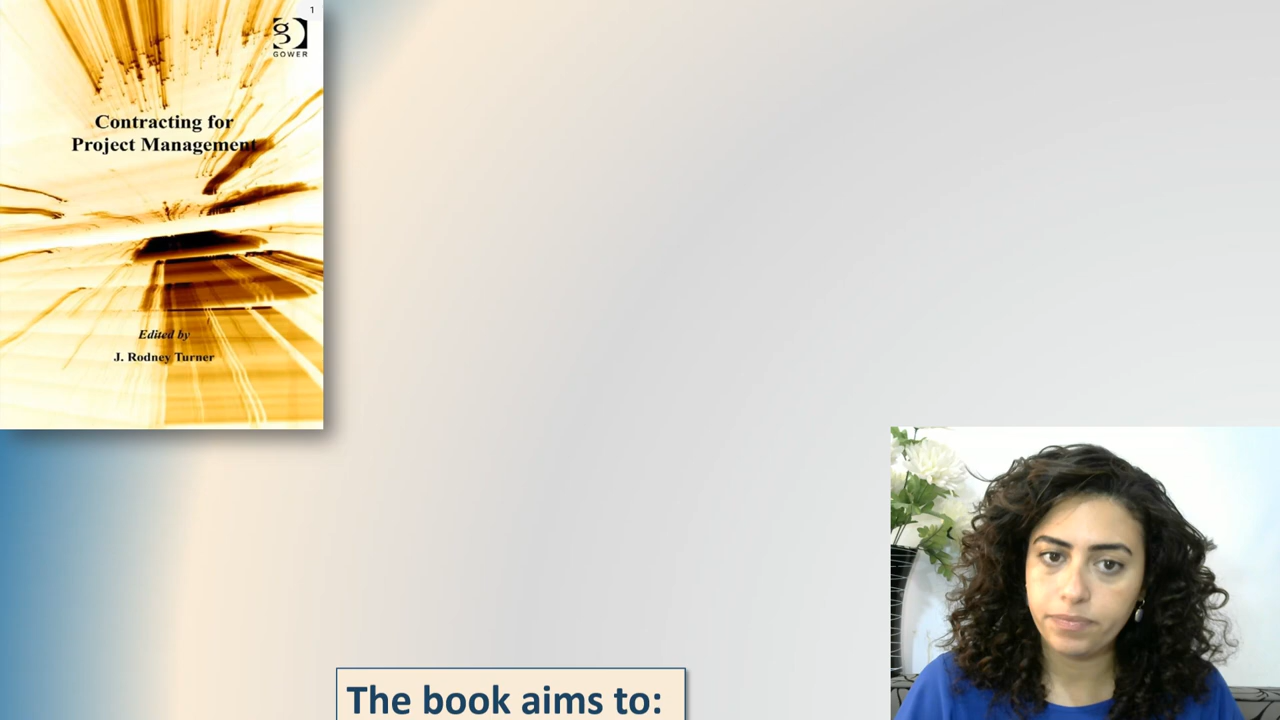 1
g
GOWER
Contracting for
Project Management
Edited by
J. Rodney Turner
The book aims to: